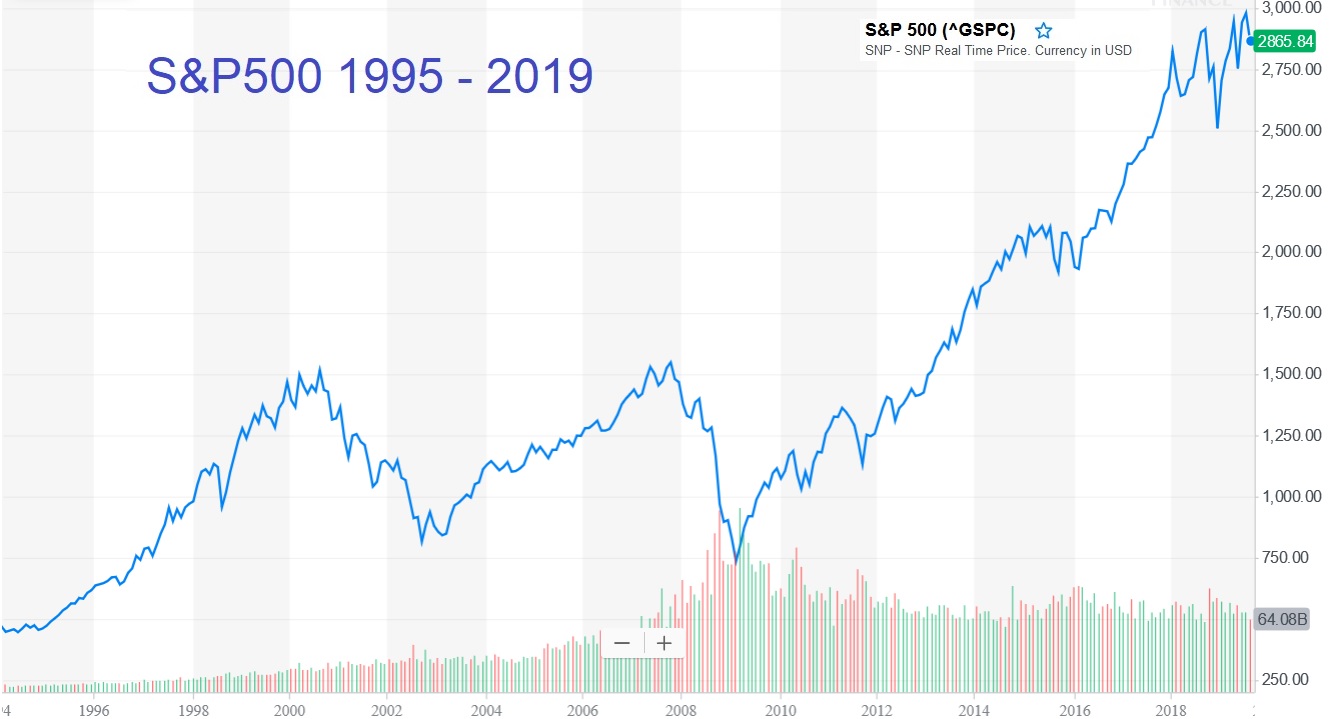 FINANCE
3,000.00
S&P 500 (^GSPC)
2865.84
SNP - SNP Real Time Price. Currency in USD
S&P500 1995 - 2019
2,750.00
2,500.00
2,250.00
2,000.00
1,750.00
1,500.00
1,250.00
1,000.00
750.00
64.08B
250.00
1996 1998 2000 2002 2004 2006 2008 2010 2012 2014 2016 2018